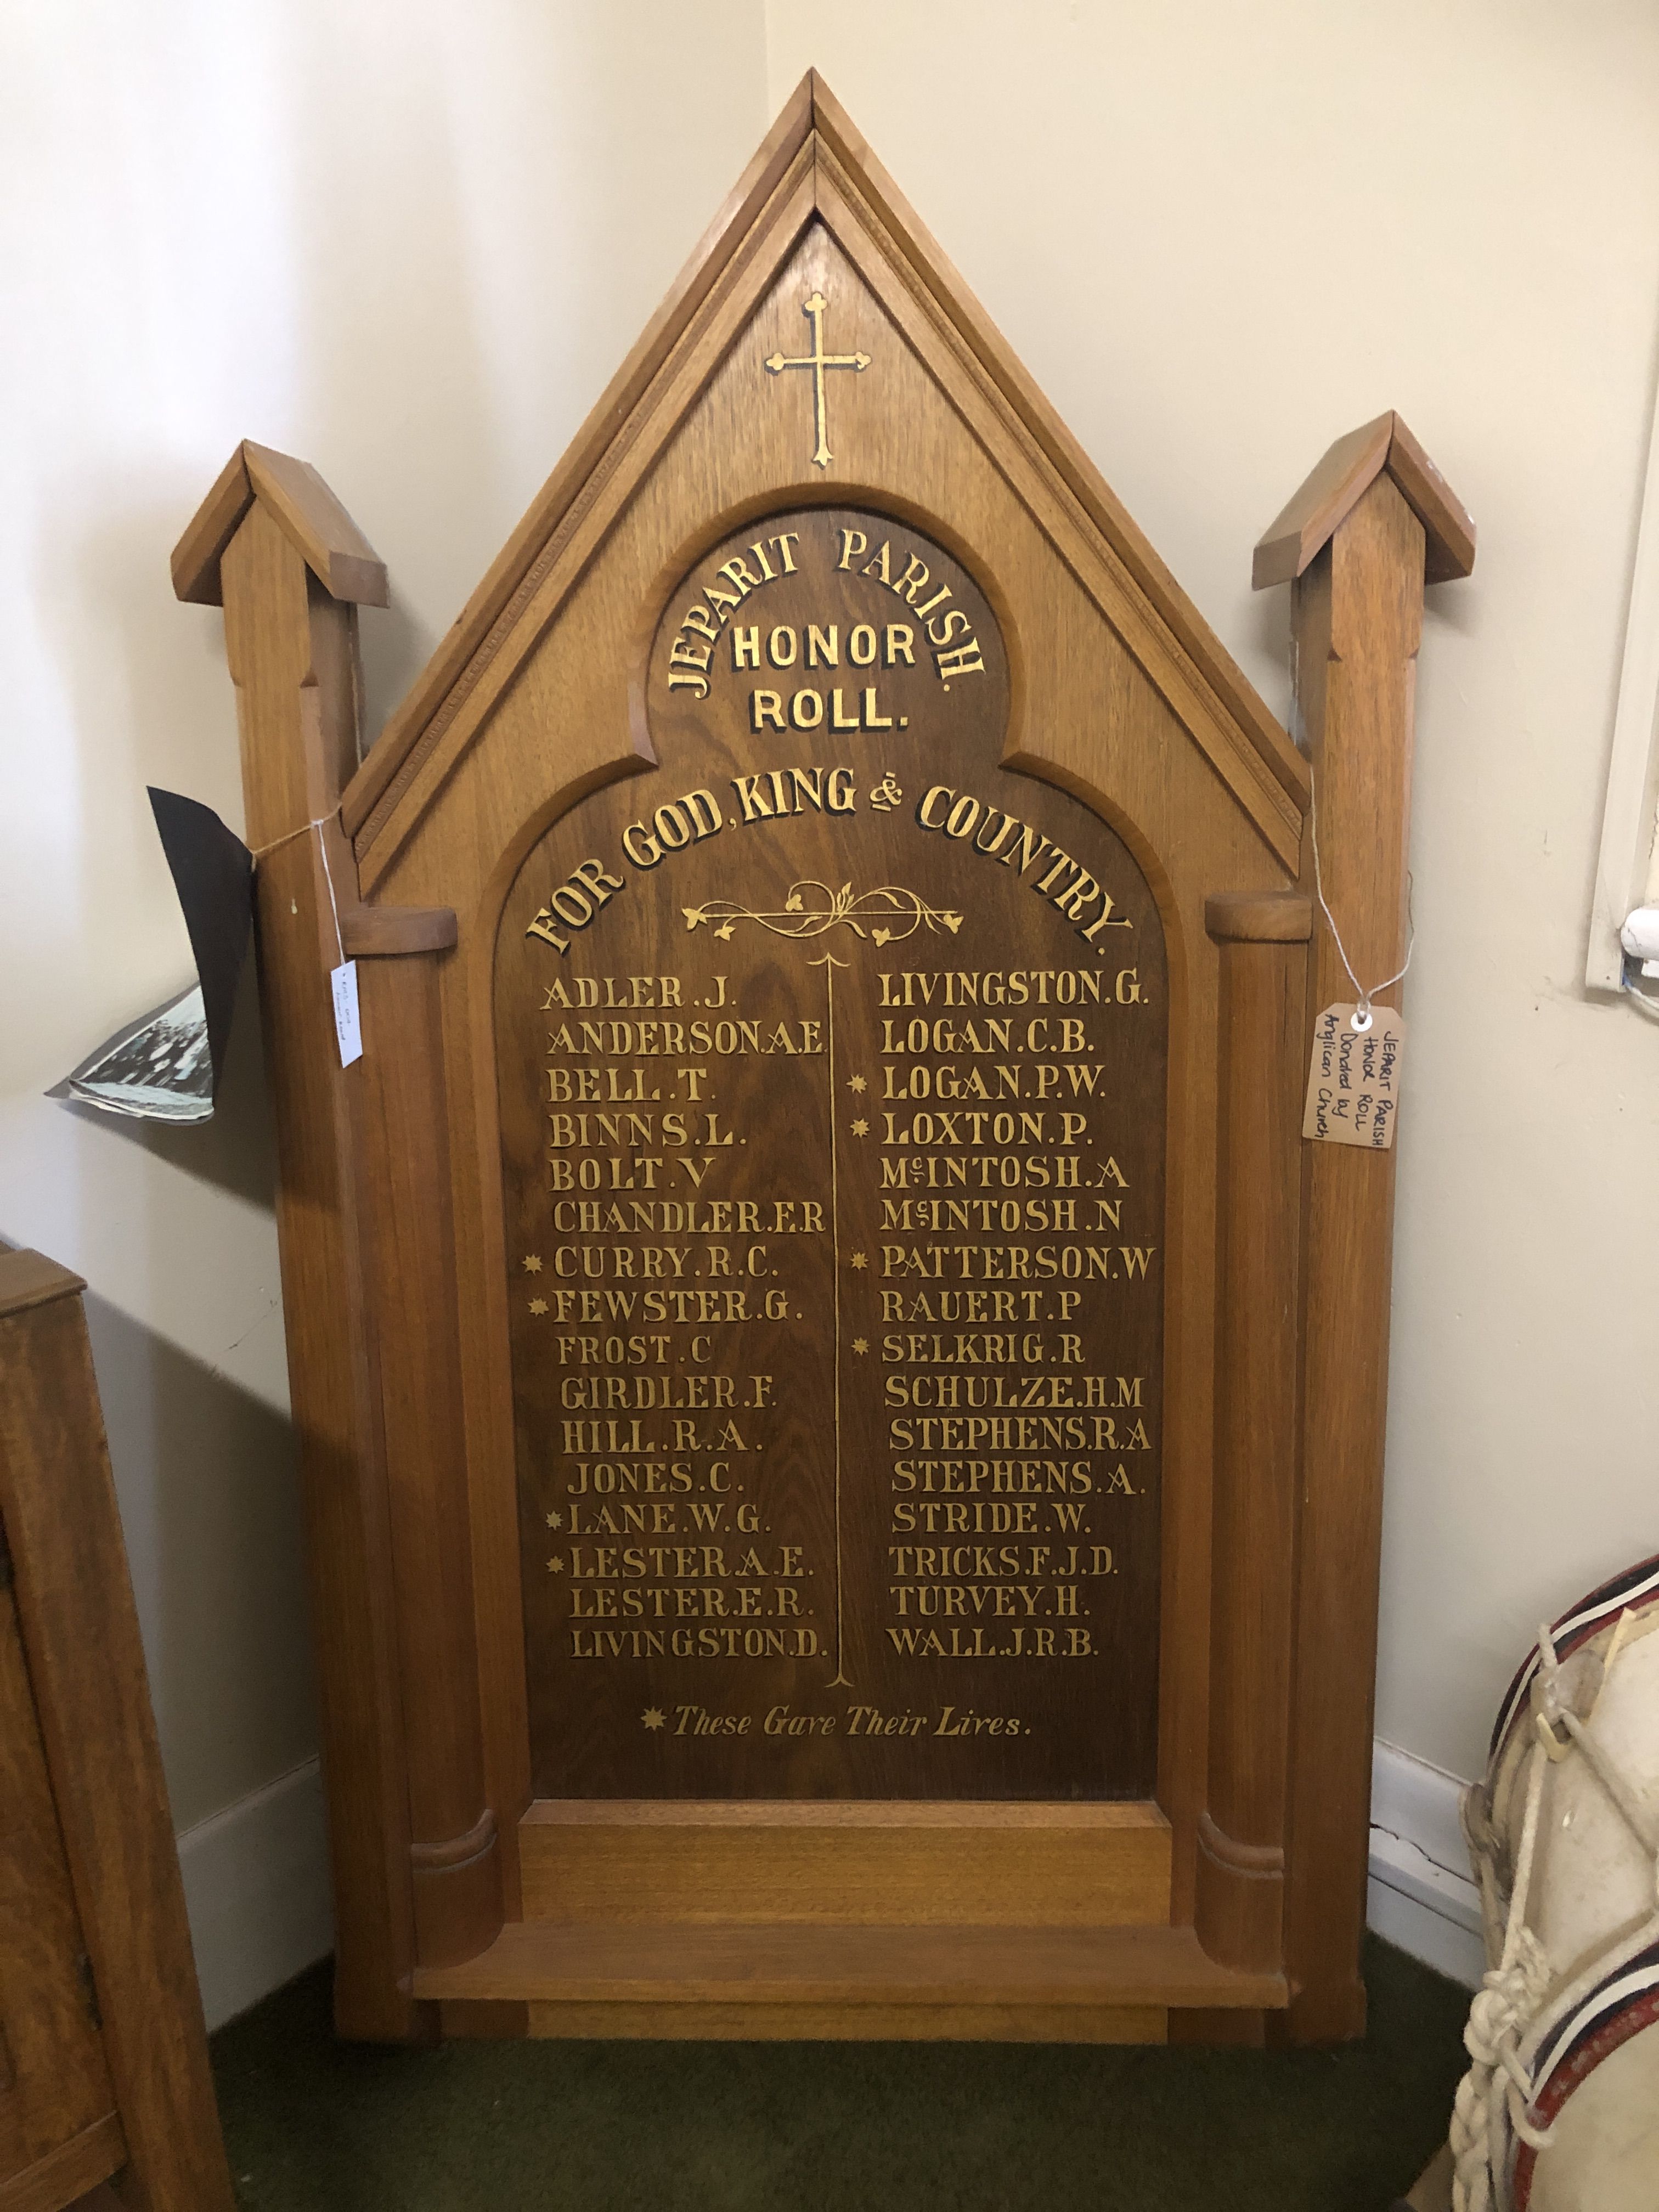 JEPARIT PARISH.
HONOR
ROLL.
FOR GOD, KING & COUNTRY.
ADLER.J.
ANDERSON.A.E
BELL.T.
BINNS.L.
BOLT.V
CHANDLER.F.R
* CURRY.R.C.
* FEWSTER.G.
FROST.C
GIRDLER.F.
HILL.R.A.
JONES.C.
* LANE.W.G.
* LESTER.A.E.
LESTER.E.R.
LIVINGSTON.D.
LIVINGSTON.G.
LOGAN.C.B.
* LOGAN.P.W.
* LOXTON.P.
McINTOSH.A
McINTOSH.N
* PATTERSON.W
RAUERT.P
* SELKRIG.R
SCHULZE.H.M
STEPHENS.R.A
STEPHENS.A.
STRIDE.W.
TRICKS.F.J.D.
TURVEY.H.
WALL.J.R.B.
* These Gave Their Lives.
JEPARIT PARISH
HONOR ROLL
Donated by
Anglican Church